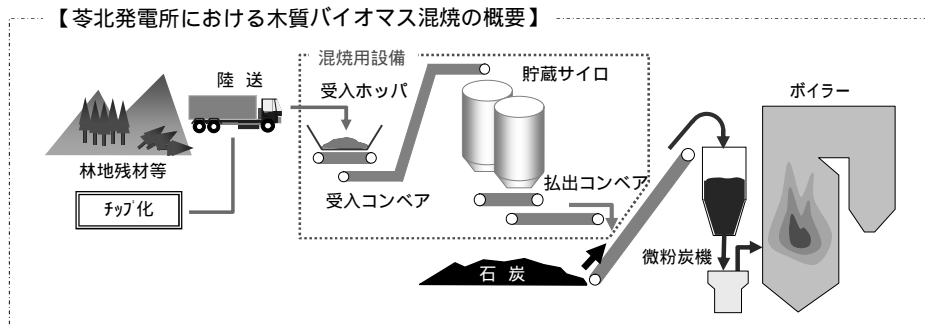 【苓北発電所における木質バイオマス混焼の概要】
混焼用設備
陸 送
受入ホッパ
貯蔵サイロ
ボイラー
林地残材等
受入コンベア
払出コンベア
チップ化
微粉炭機
石 炭